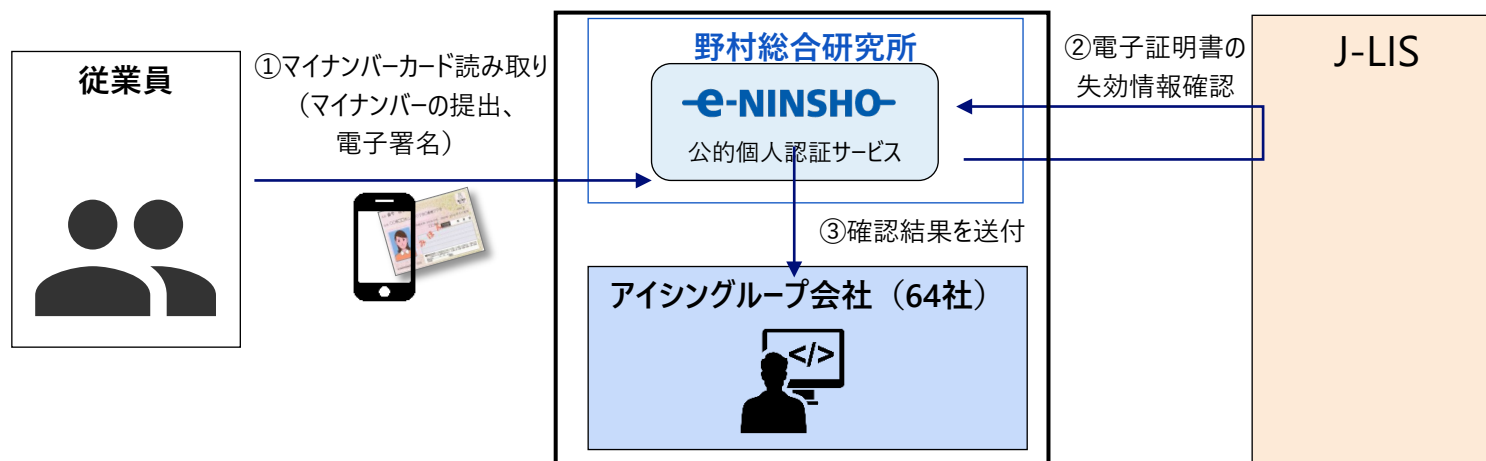 従業員
①マイナンバーカード読み取り
（マイナンバーの提出、
電子署名）
野村総合研究所
e-NINSHO
公的個人認証サービス
②電子証明書の
失効情報確認
J-LIS
③確認結果を送付
アイシングループ会社（64社）
</>